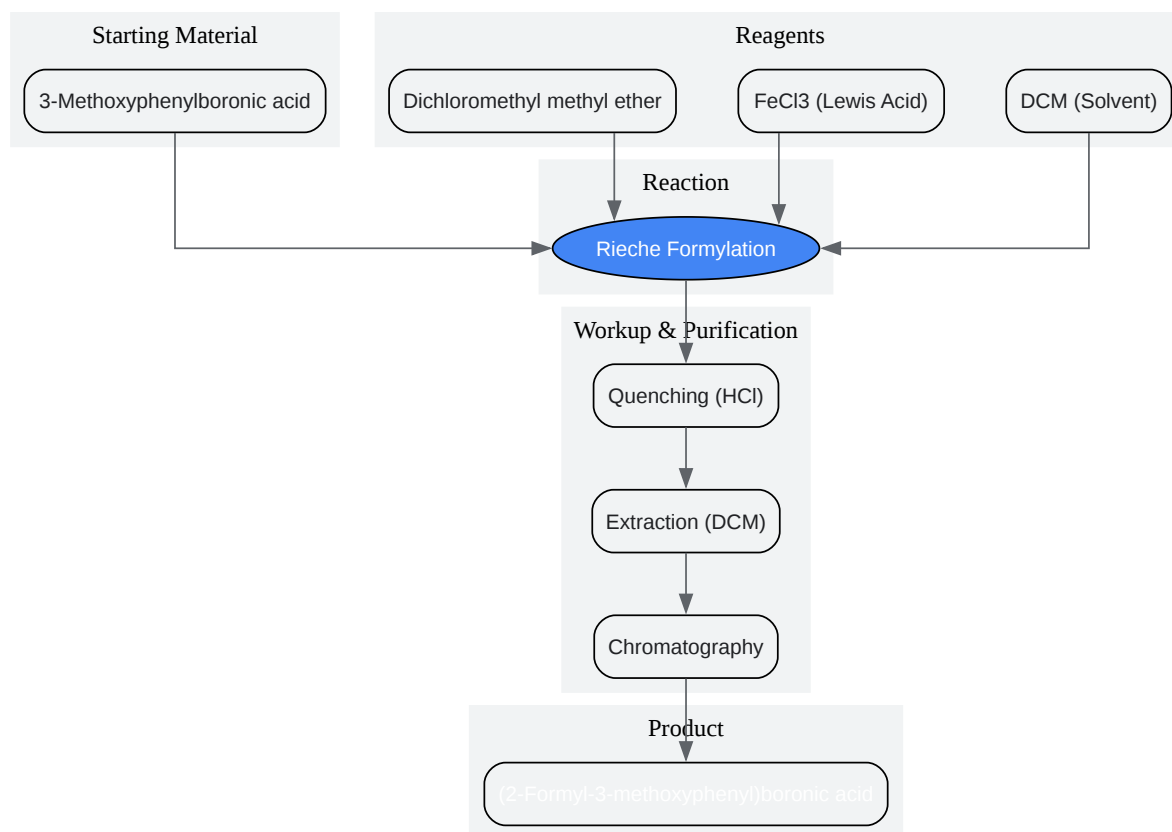 Starting Material
Reagents
3-Methoxyphenylboronic acid
Dichloromethyl methyl ether
FeCl3 (Lewis Acid)
DCM (Solvent)
Reaction
Rieche Formylation
Workup & Purification
Quenching (HCl)
Extraction (DCM)
Chromatography
Product
(2-Formyl-3-methoxyphenyl)boronic acid